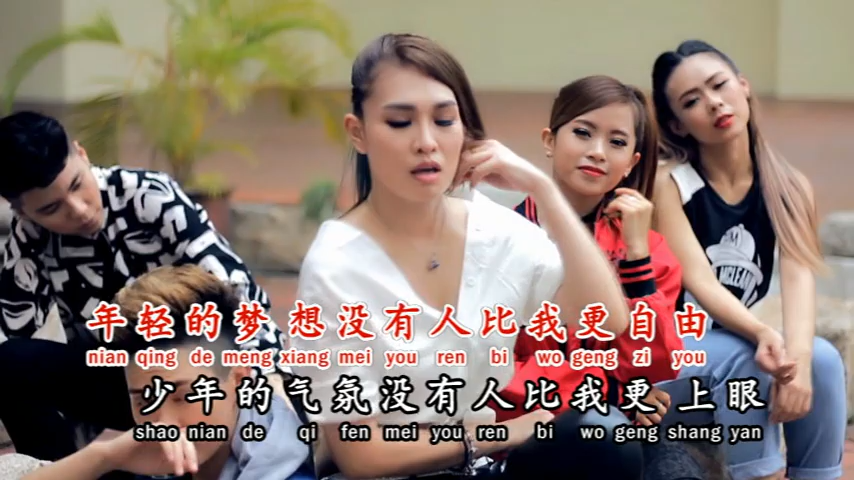 年轻的梦想没有人比我更自由
nian qing de meng xiang mei you ren bi wo geng zi you
少年的气氛没有人比我更上眼
shao nian de qi fen mei you ren bi wo geng shang yan